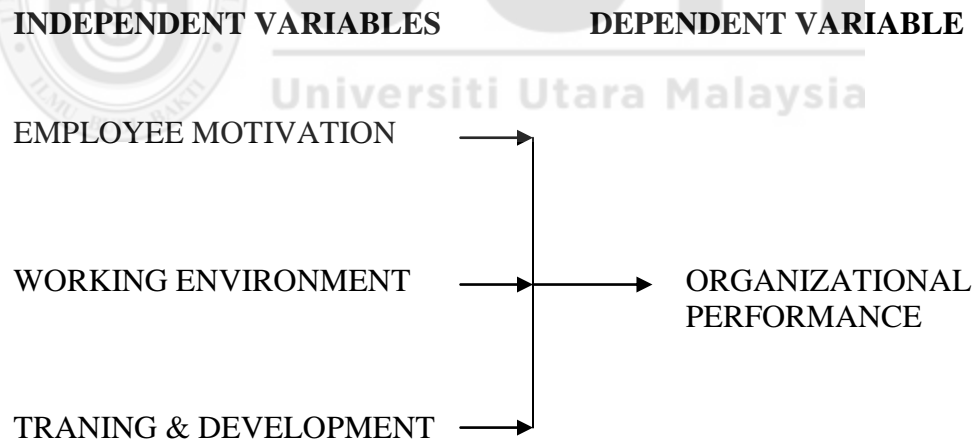 INDEPENDENT VARIABLES DEPENDENT VARIABLE
Universiti Utara Malaysia
EMPLOYEE MOTIVATION
WORKING ENVIRONMENT
ORGANIZATIONAL
PERFORMANCE
TRANING & DEVELOPMENT